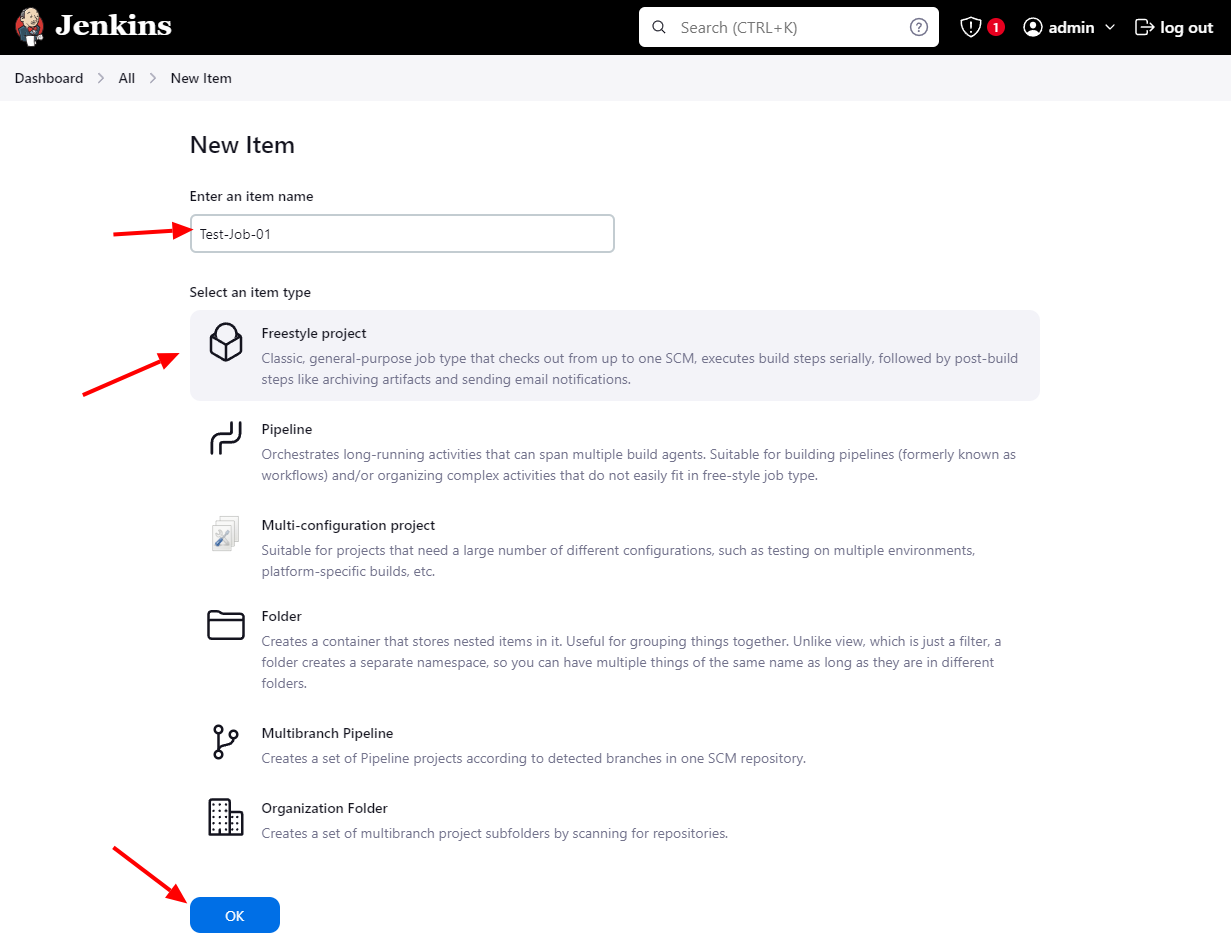 Jenkins
Search (CTRL+K)
1
admin
log out
Dashboard
All
New Item
New Item
Enter an item name
Test-Job-01
Select an item type
Freestyle project
Classic, general-purpose job type that checks out from up to one SCM, executes build steps serially, followed by post-build
steps like archiving artifacts and sending email notifications.
Pipeline
Orchestrates long-running activities that can span multiple build agents. Suitable for building pipelines (formerly known as
workflows) and/or organizing complex activities that do not easily fit in free-style job type.
Multi-configuration project
Suitable for projects that need a large number of different configurations, such as testing on multiple environments,
platform-specific builds, etc.
Folder
Creates a container that stores nested items in it. Useful for grouping things together. Unlike view, which is just a filter, a
folder creates a separate namespace, so you can have multiple things of the same name as long as they are in different
folders.
Multibranch Pipeline
Creates a set of Pipeline projects according to detected branches in one SCM repository.
Organization Folder
Creates a set of multibranch project subfolders by scanning for repositories.
OK